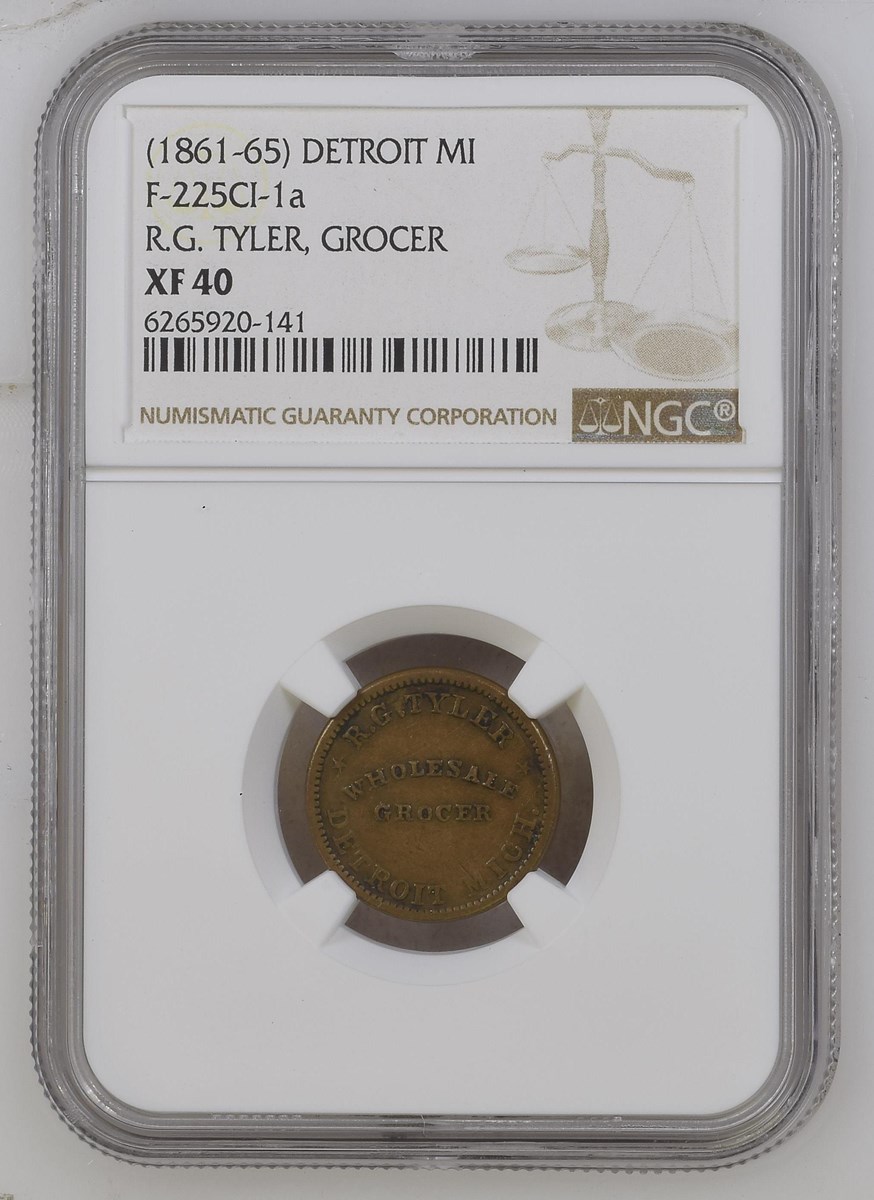 (1861-65) DETROIT MI
F-225CI-1a
R.G. TYLER, GROCER
XF 40
6265920-141
NUMISMATIC GUARANTY CORPORATION
NGC®
R.G. TYLER
WHOLESALE
GROCER
DETROIT MICH.